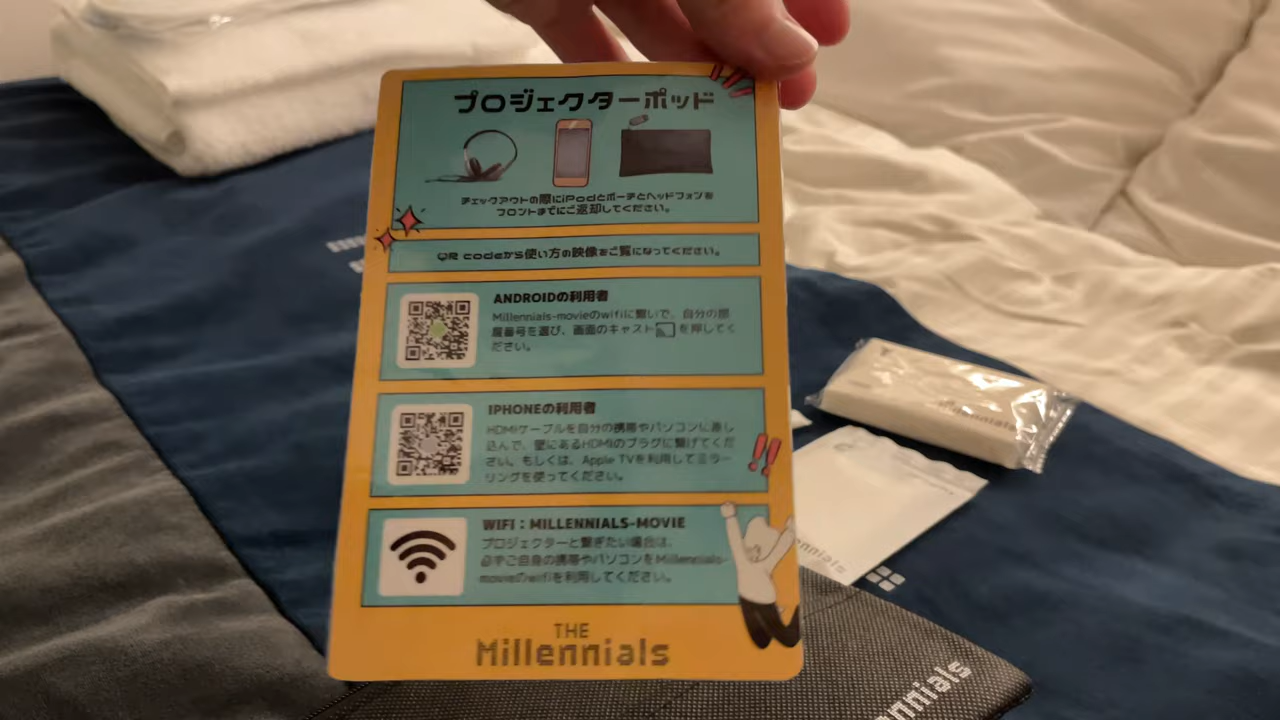 プロジェクターポッド
チェックアウトの際にiPodとポーチとヘッドフォンを
フロントまでにご返却してください。
QR codeから使い方の映像をご覧になってください。
ANDROIDの利用者
Millennials-movieのwifiに繋いで、自分の部
屋番号を選び、画面のキャスト を押してく
ださい。
IPHONEの利用者
HDMIケーブルを自分の携帯やパソコンに差し
込んで、壁にあるHDMIのプラグに繋げてくだ
さい。もしくは、Apple TVを利用してミラー
リングを使ってください。
WIFI：MILLENNIALS-MOVIE
プロジェクターと繋ぎたい場合は、
必ずご自身の携帯やパソコンをMillennials-
movieのwifiを利用してください。
THE
Millennials
Millennials
nnials
nnials